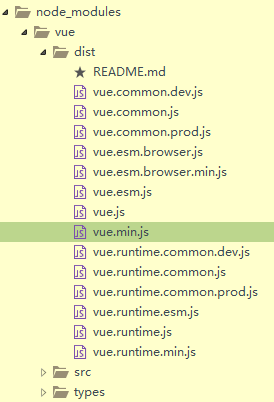 node_modules
vue
dist
README.md
vue.common.dev.js
vue.common.js
vue.common.prod.js
vue.esm.browser.js
vue.esm.browser.min.js
vue.esm.js
vue.js
vue.min.js
vue.runtime.common.dev.js
vue.runtime.common.js
vue.runtime.common.prod.js
vue.runtime.esm.js
vue.runtime.js
vue.runtime.min.js
src
types